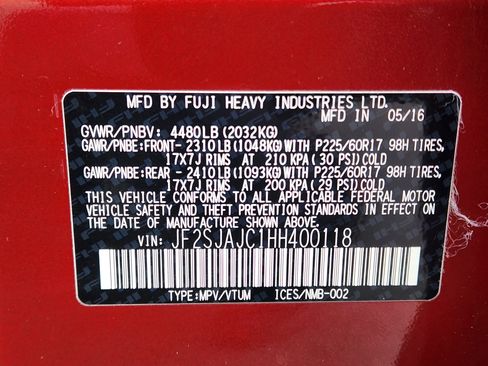 MFD BY FUJI HEAVY INDUSTRIES LTD.
MFD IN 05/16
GVWR/PNBV: 4480LB (2032KG)
GAWR/PNBE:FRONT-2310LB(1048KG)WITH P225/60R17 98H TIRES,
17X7J RIMS AT 210 KPA(30 PSI)COLD
GAWR/PNBE:REAR -2410LB(1093KG)WITH P225/60R17 98H TIRES,
17X7J RIMS AT 200 KPA(29 PSI)COLD
THIS VEHICLE CONFORMS TO ALL APPLICABLE FEDERAL MOTOR
VEHICLE SAFETY AND THEFT PREVENTION STANDARDS IN EFFECT ON
THE DATE OF MANUFACTURE SHOWN ABOVE.
VIN: JF2SJAJC1HH400118
TYPE:MPV/VTUM ICES/NMB-002